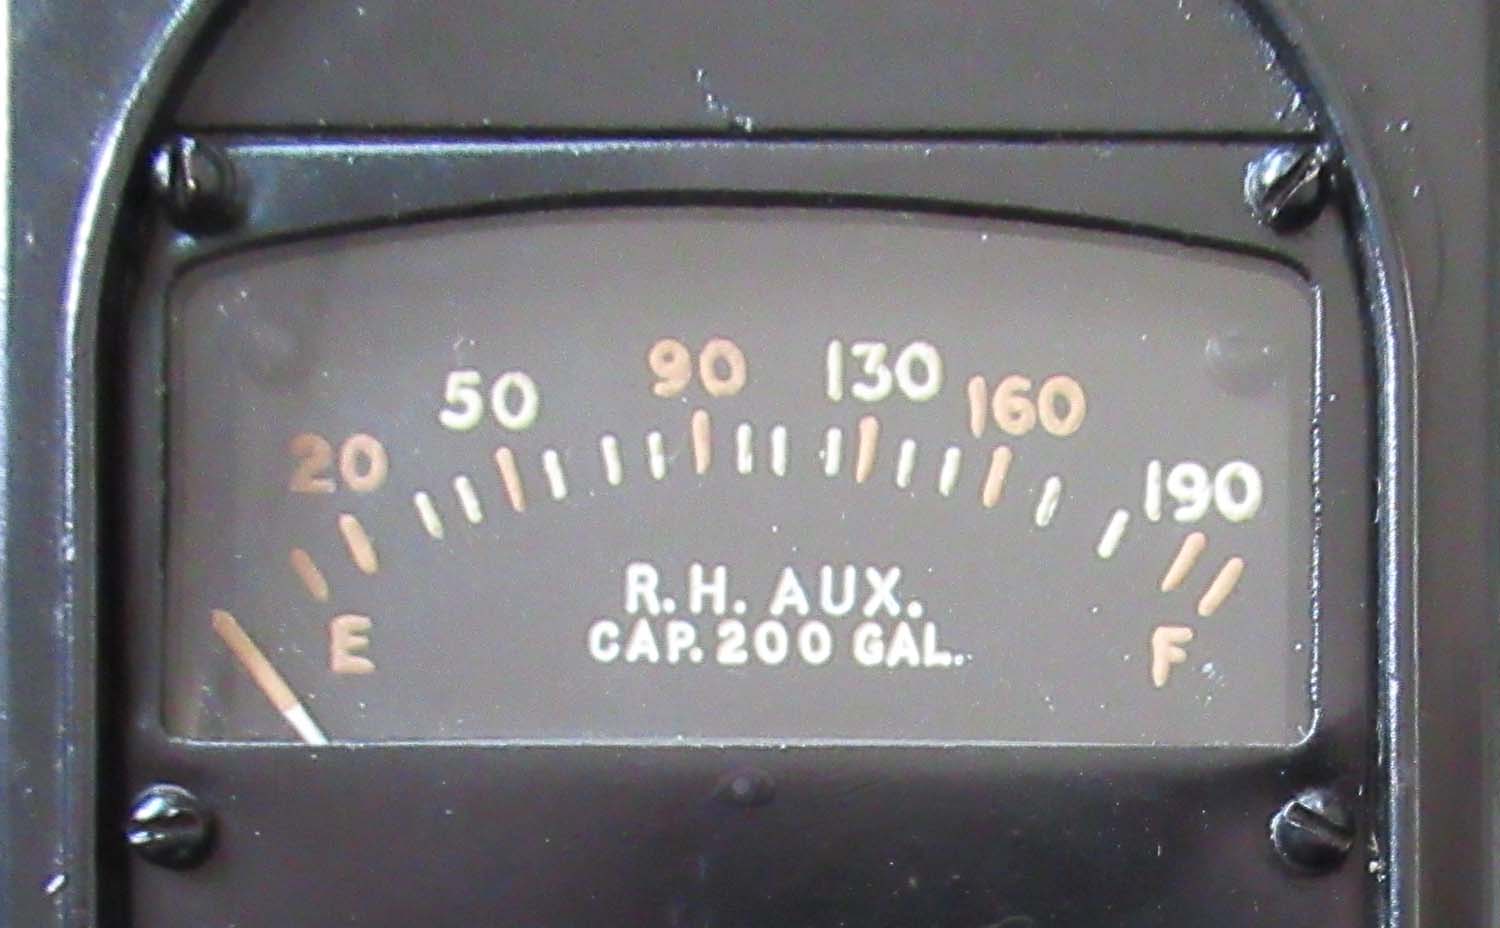 20 50 90 130 160 190
E F
R.H. AUX.
CAP. 200 GAL.